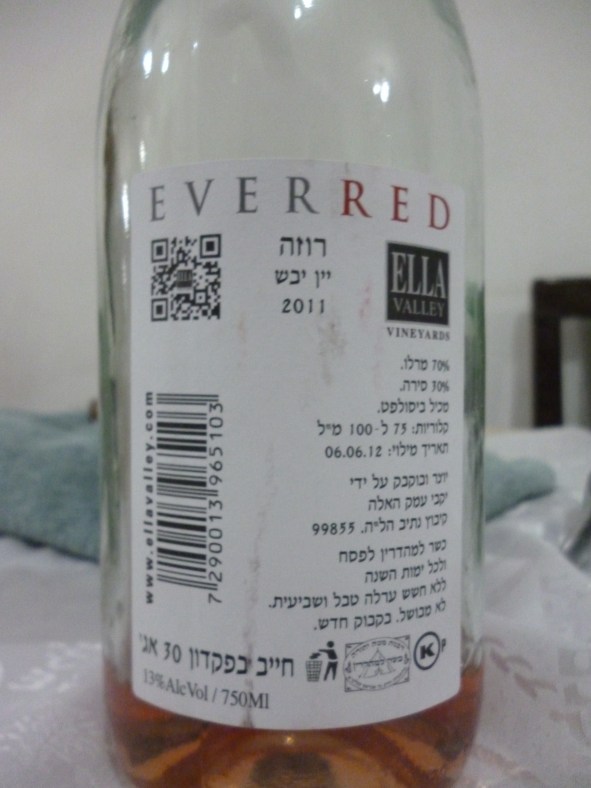 EVERRED
רוזה
יין יבש
2011
ELLA
VALLEY
VINEYARDS
70% מרלו.
30% סירה.
מכיל ביסולפט.
קלוריות: 75 ל-100 מ"ל
תאריך מילוי: 06.06.12
יוצר ובוקבק על ידי
יקבי עמק האלה
קיבוץ נתיב הל"ה. 99855
כשר למהדרין לפסח
ולכל ימות השנה
ללא חשש ערלה טבל ושביעית.
לא מבושל. בקבוק חדש.
www.ellavalley.com
7290013965103
K P
חייב בפקדון 30 אג'
13%AlcVol / 750Ml